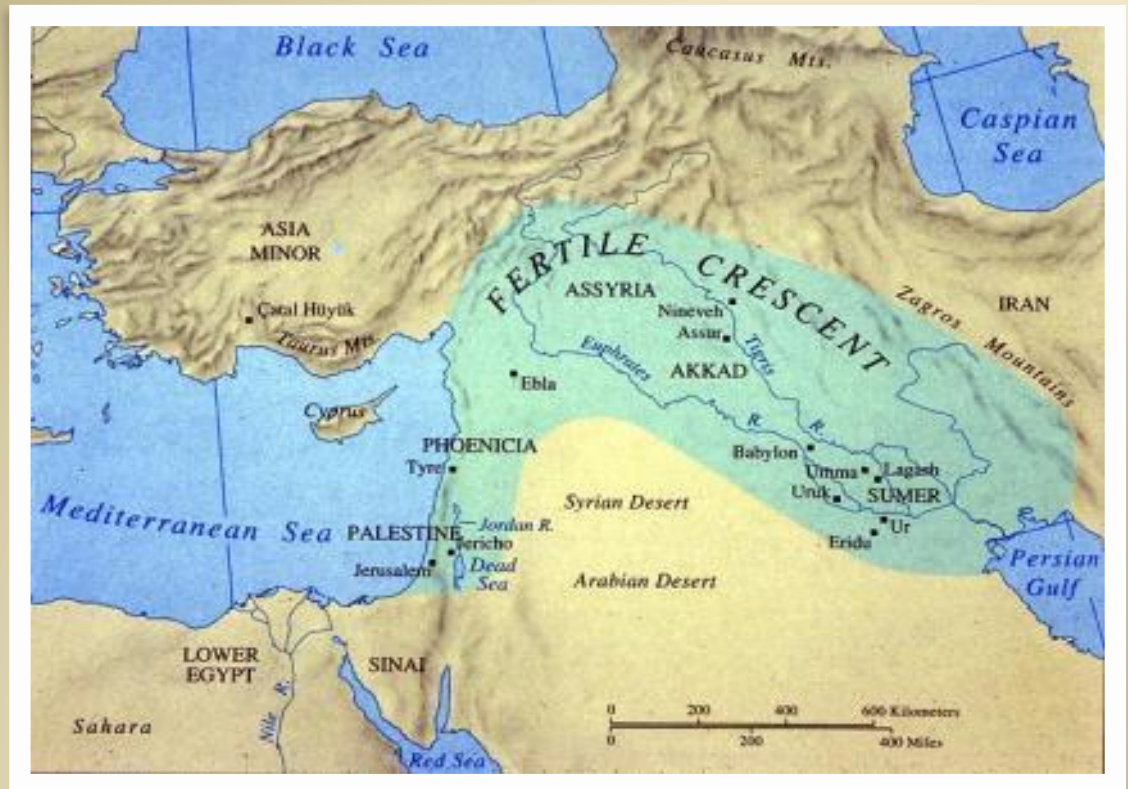 Black Sea
Caucasus Mts.
Caspian
Sea
ASIA
MINOR
FERTILE CRESCENT
ASSYRIA
Zagros Mountains
IRAN
Çatal Hüyük
Nineveh
Assur
Taurus Mts.
Euphrates R.
Tigris R.
AKKAD
Ebla
Cyprus
PHOENICIA
Tyre
Babylon
Umma
Lagash
Uruk
SUMER
Syrian Desert
Mediterranean Sea
PALESTINE
Jordan R.
Jericho
Ur
Eridu
Jerusalem
Dead
Sea
Arabian Desert
Persian
Gulf
LOWER
EGYPT
SINAI
Nile R.
Sahara
Red Sea
0 200 400 600 Kilometers
0 200 400 Miles